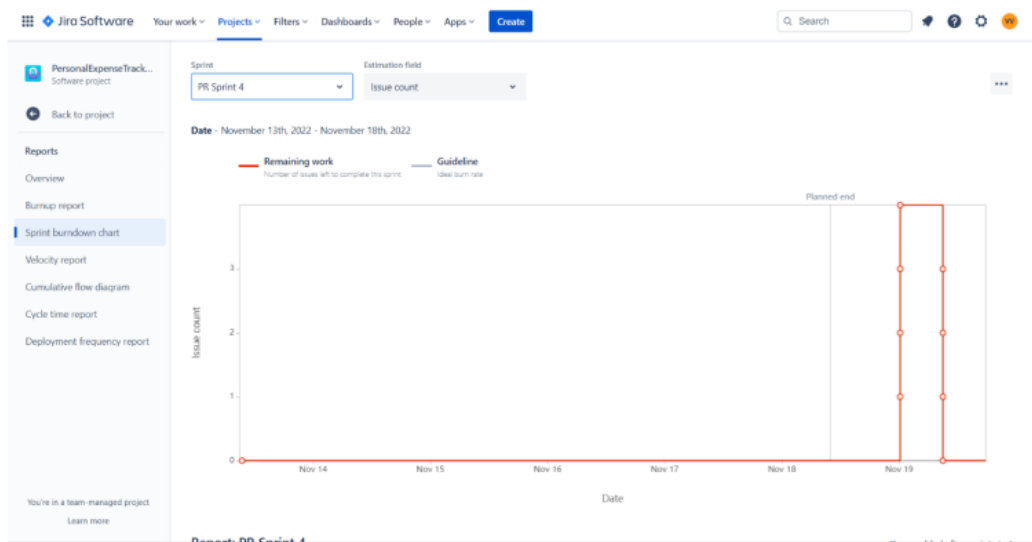 Jira Software Your work Projects Filters Dashboards People Apps Create Search
PersonalExpenseTrack...
Software project
Back to project
Reports
Overview
Burnup report
Sprint burndown chart
Velocity report
Cumulative flow diagram
Cycle time report
Deployment frequency report
You're in a team-managed project
Learn more
Sprint Estimation field
PR Sprint 4 Issue count
Date - November 13th, 2022 - November 18th, 2022
Remaining work Guideline
Number of issues left to complete this sprint Ideal burn rate
Planned end
3
2
1
0
Issue count
Nov 14 Nov 15 Nov 16 Nov 17 Nov 18 Nov 19
Date
Report: PR Sprint 4